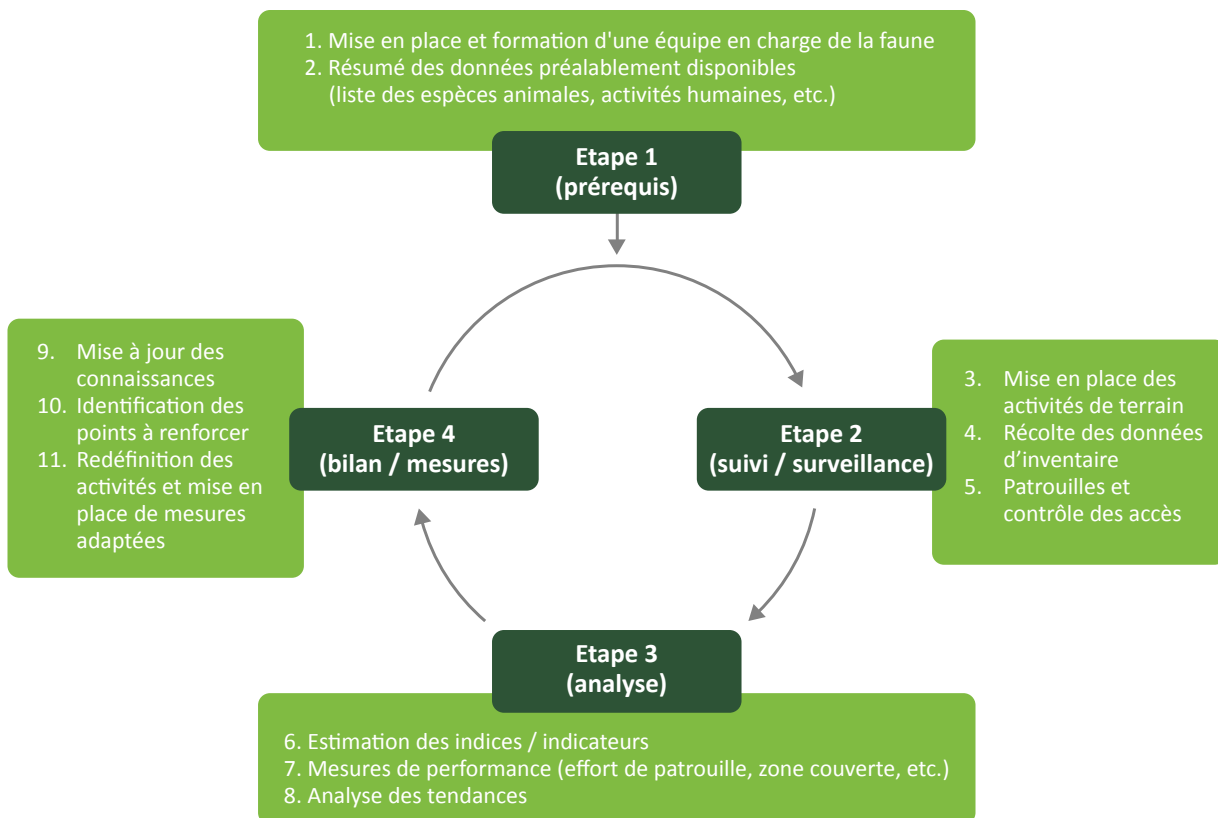 1. Mise en place et formation d'une équipe en charge de la faune
2. Résumé des données préalablement disponibles
(liste des espèces animales, activités humaines, etc.)
Etape 1
(prérequis)
9. Mise à jour des
connaissances
10. Identification des
points à renforcer
11. Redéfinition des
activités et mise en
place de mesures
adaptées
Etape 4
(bilan / mesures)
Etape 2
(suivi / surveillance)
3. Mise en place des
activités de terrain
4. Récolte des données
d’inventaire
5. Patrouilles et
contrôle des accès
Etape 3
(analyse)
6. Estimation des indices / indicateurs
7. Mesures de performance (effort de patrouille, zone couverte, etc.)
8. Analyse des tendances